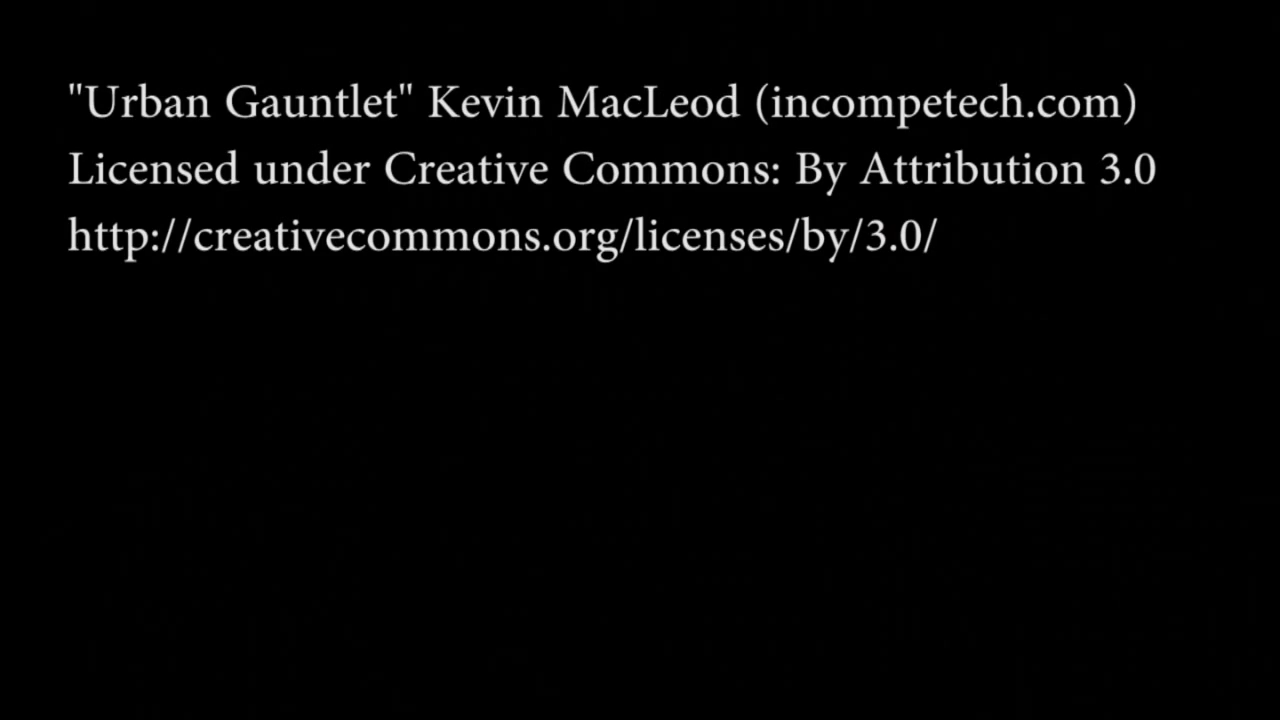 "Urban Gauntlet" Kevin MacLeod (incompetech.com)
Licensed under Creative Commons: By Attribution 3.0
http://creativecommons.org/licenses/by/3.0/